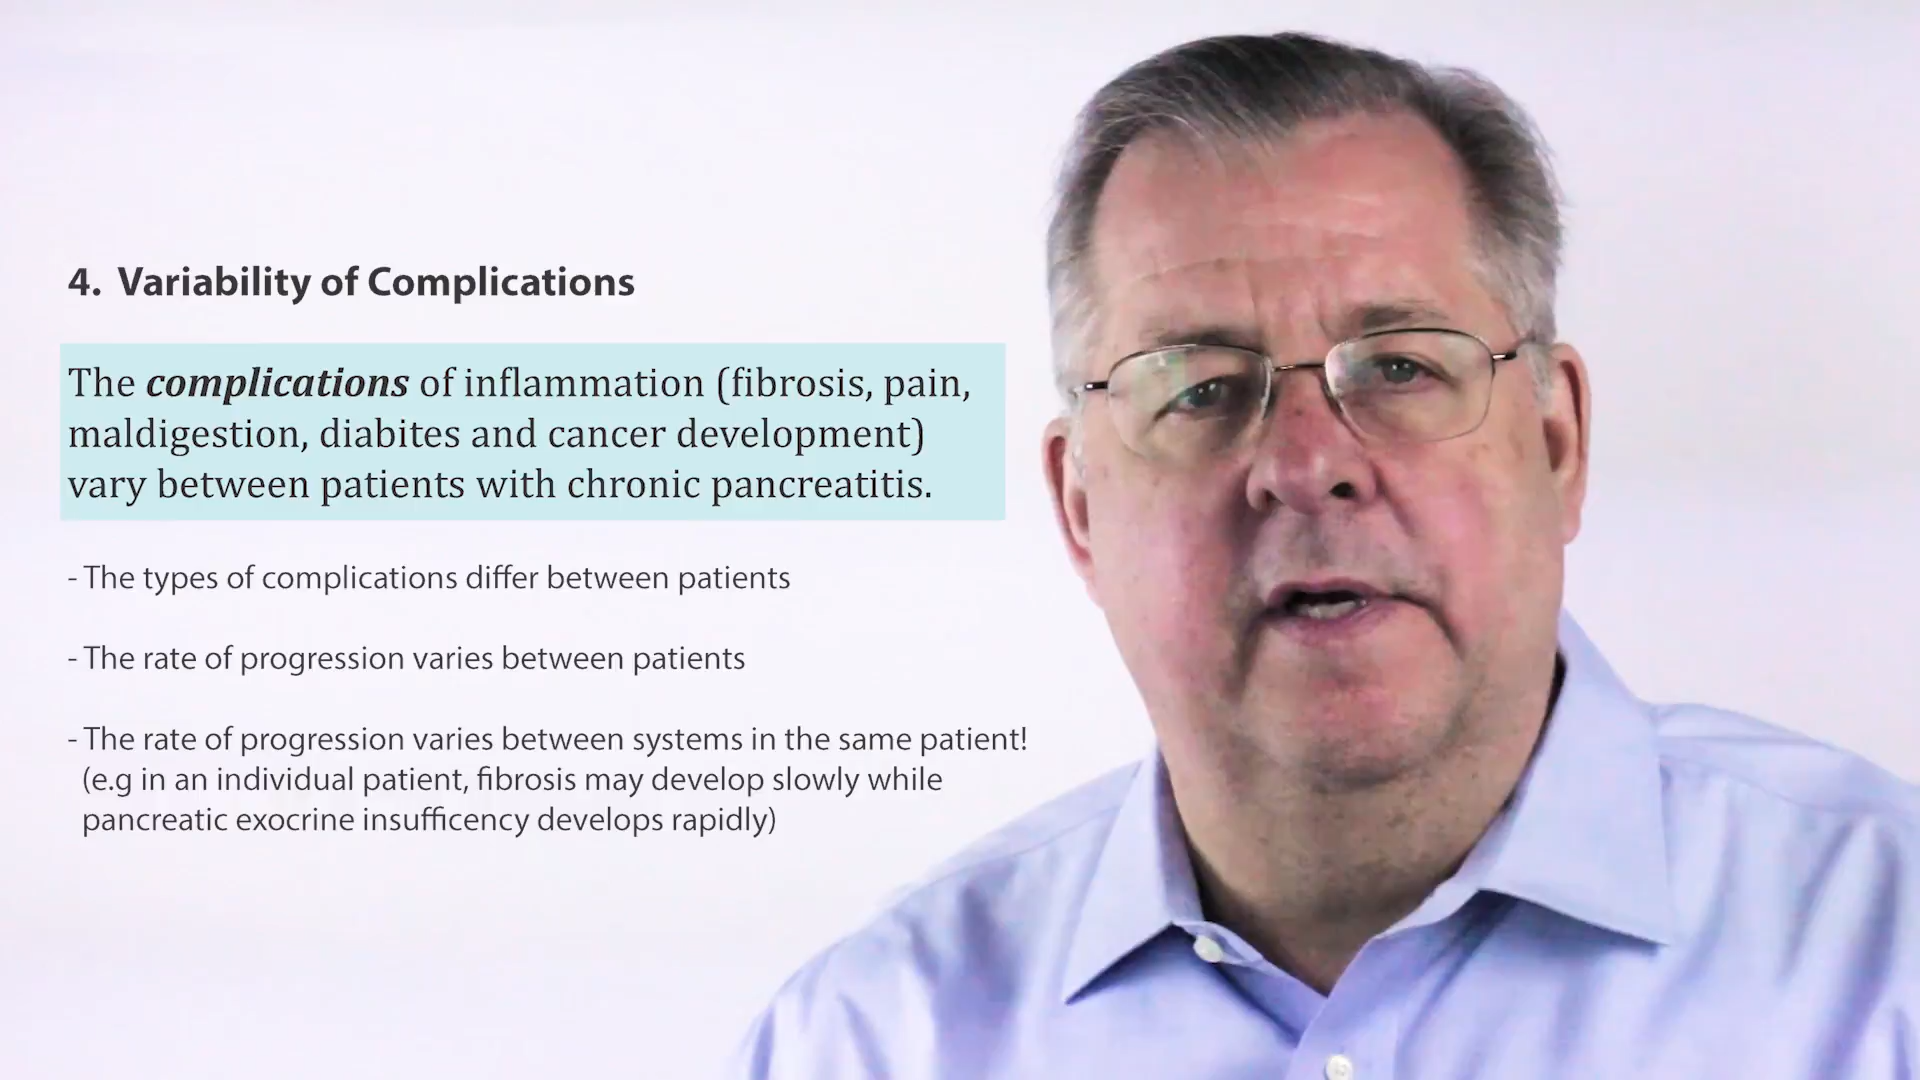 4. Variability of Complications
The complications of inflammation (fibrosis, pain,
maldigestion, diabites and cancer development)
vary between patients with chronic pancreatitis.
- The types of complications differ between patients
- The rate of progression varies between patients
- The rate of progression varies between systems in the same patient!
(e.g in an individual patient, fibrosis may develop slowly while
pancreatic exocrine insufficency develops rapidly)